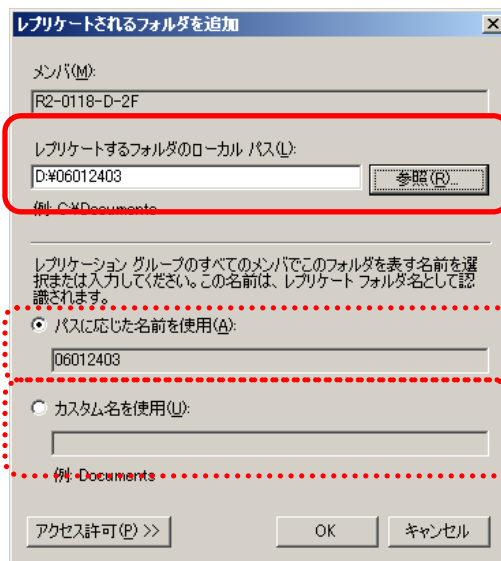 レプリケートされるフォルダを追加
メンバ(M):
R2-0118-D-2F
レプリケートするフォルダのローカル パス(L):
D:¥06012403
参照(R)...
例: C:¥Documents
レプリケーション グループのすべてのメンバでこのフォルダを表す名前を選
択または入力してください。この名前は、レプリケート フォルダ名として認
識されます。
パスに応じた名前を使用(A):
06012403
カスタム名を使用(U):
例: Documents
アクセス許可(P) >>
OK
キャンセル